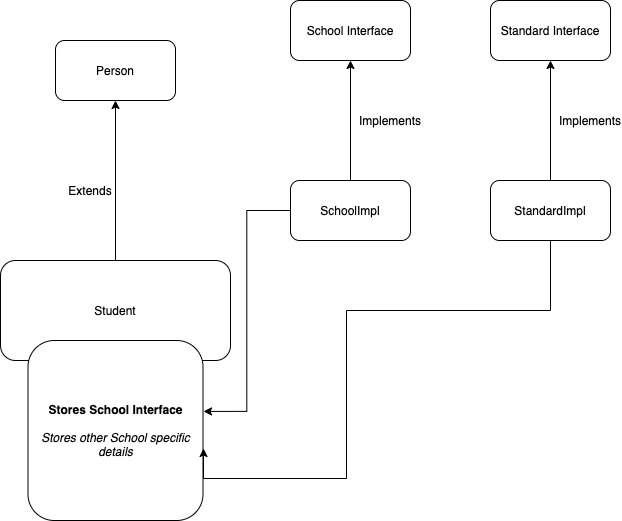 School Interface
Standard Interface
Person
Implements
Implements
Extends
SchoolImpl
StandardImpl
Student
Stores School Interface
Stores other School specific
details